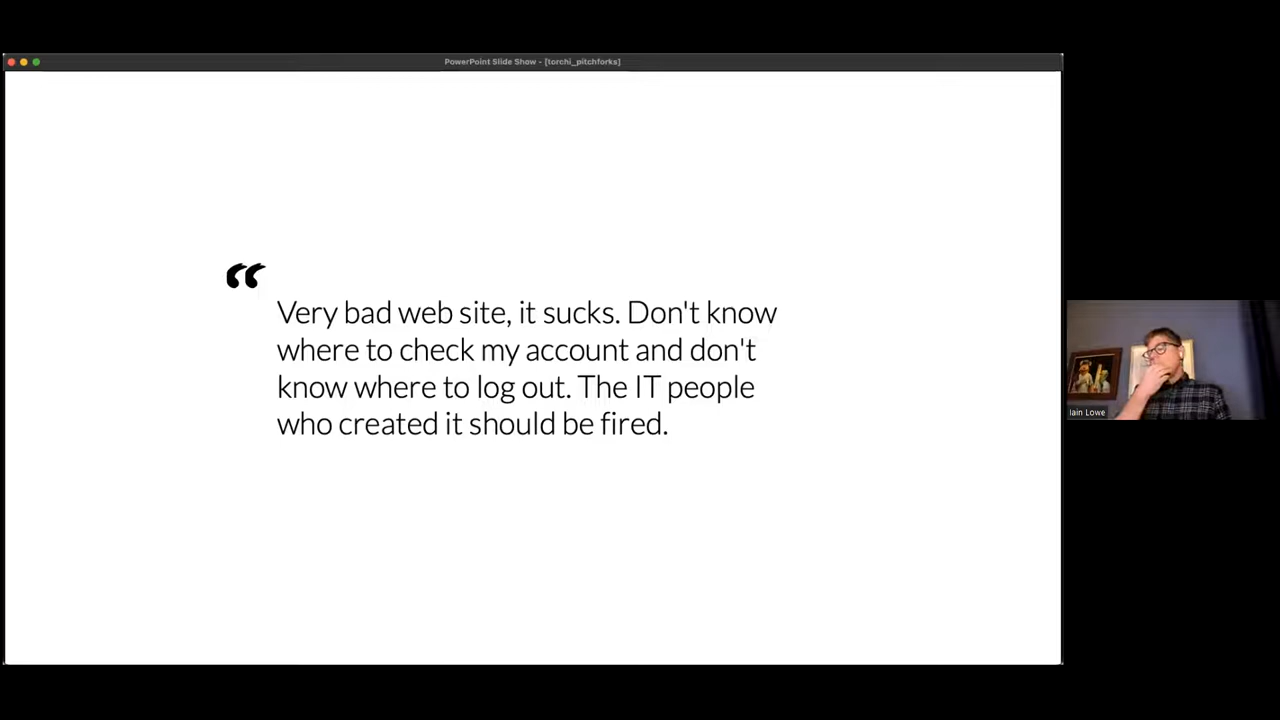 PowerPoint Slide Show - [torchi_pitchforks]
“
Very bad web site, it sucks. Don't know
where to check my account and don't
know where to log out. The IT people
who created it should be fired.
Iain Lowe